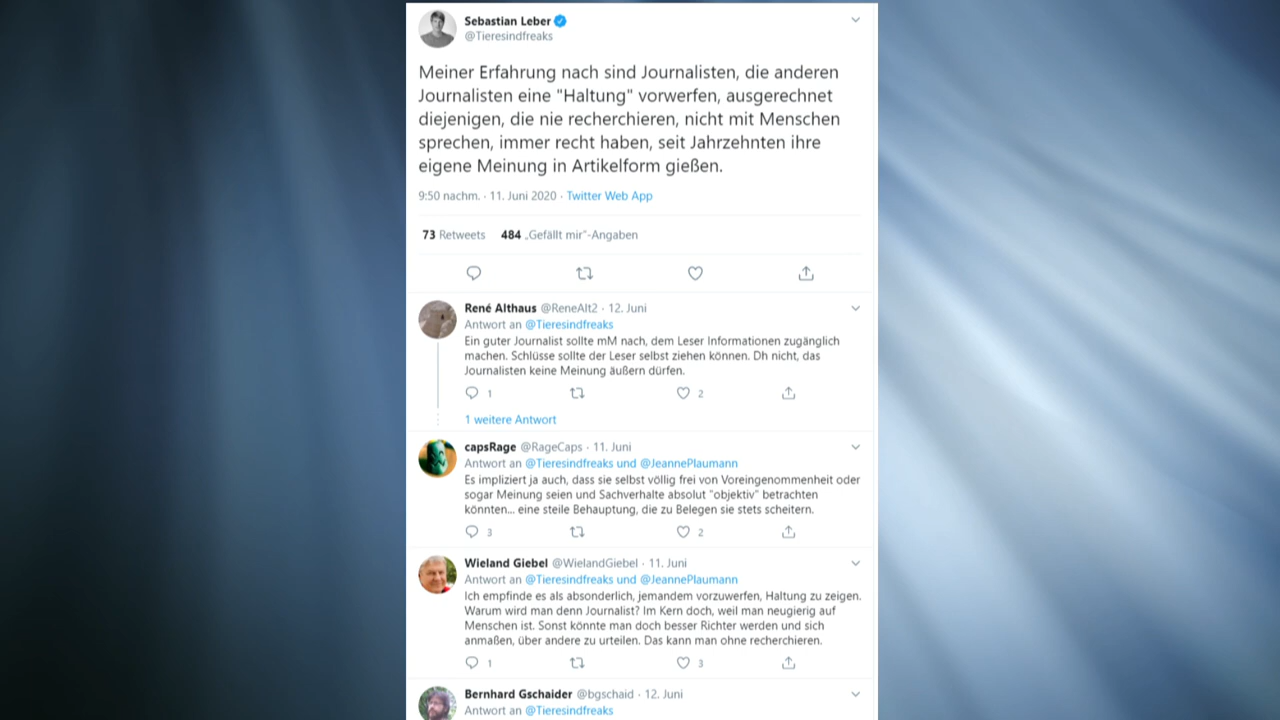 Sebastian Leber
@Tieresindfreaks
Meiner Erfahrung nach sind Journalisten, die anderen
Journalisten eine "Haltung" vorwerfen, ausgerechnet
diejenigen, die nie recherchieren, nicht mit Menschen
sprechen, immer recht haben, seit Jahrzehnten ihre
eigene Meinung in Artikelform gießen.
9:50 nachm. · 11. Juni 2020 · Twitter Web App
73 Retweets 484 „Gefällt mir“-Angaben
René Althaus @ReneAlt2 · 12. Juni
Antwort an @Tieresindfreaks
Ein guter Journalist sollte mM nach, dem Leser Informationen zugänglich
machen. Schlüsse sollte der Leser selbst ziehen können. Dh nicht, das
Journalisten keine Meinung äußern dürfen.
1 2
1 weitere Antwort
capsRage @RageCaps · 11. Juni
Antwort an @Tieresindfreaks und @JeannePlaumann
Es impliziert ja auch, dass sie selbst völlig frei von Voreingenommenheit oder
sogar Meinung seien und Sachverhalte absolut "objektiv" betrachten
könnten... eine steile Behauptung, die zu Belegen sie stets scheitern.
3 2
Wieland Giebel @WielandGiebel · 11. Juni
Antwort an @Tieresindfreaks und @JeannePlaumann
Ich empfinde es als absonderlich, jemandem vorzuwerfen, Haltung zu zeigen.
Warum wird man denn Journalist? Im Kern doch, weil man neugierig auf
Menschen ist. Sonst könnte man doch besser Richter werden und sich
anmaßen, über andere zu urteilen. Das kann man ohne recherchieren.
1 3
Bernhard Gschaider @bgschaid · 12. Juni
Antwort an @Tieresindfreaks